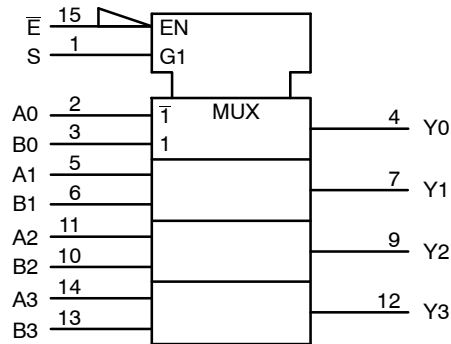 E̅ 15 EN
S 1 G1
A0 2 1̅ MUX 4 Y0
B0 3 1
A1 5 7 Y1
B1 6
A2 11 9 Y2
B2 10
A3 14 12 Y3
B3 13